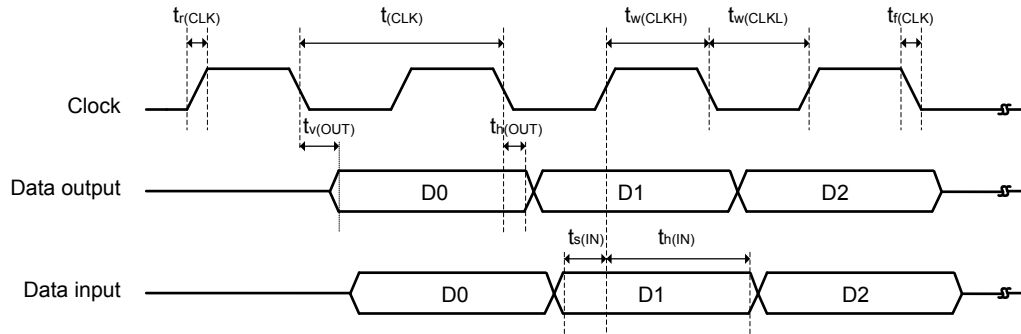 tr(CLK) t(CLK) tw(CLKH) tw(CLKL) tf(CLK)
Clock
tv(OUT) th(OUT)
Data output D0 D1 D2
ts(IN) th(IN)
Data input D0 D1 D2